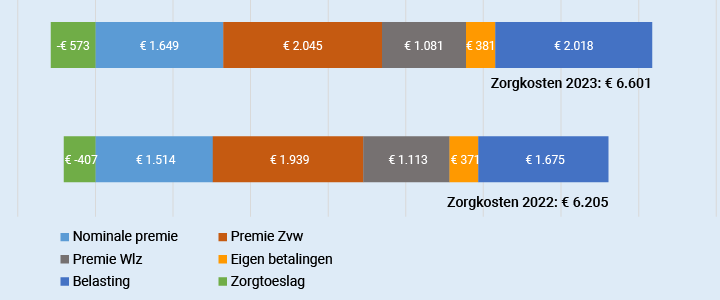 -€ 573 € 1.649 € 2.045 € 1.081 € 381 € 2.018
Zorgkosten 2023: € 6.601
€ -407 € 1.514 € 1.939 € 1.113 € 371 € 1.675
Zorgkosten 2022: € 6.205
Nominale premie Premie Zvw
Premie Wlz Eigen betalingen
Belasting Zorgtoeslag